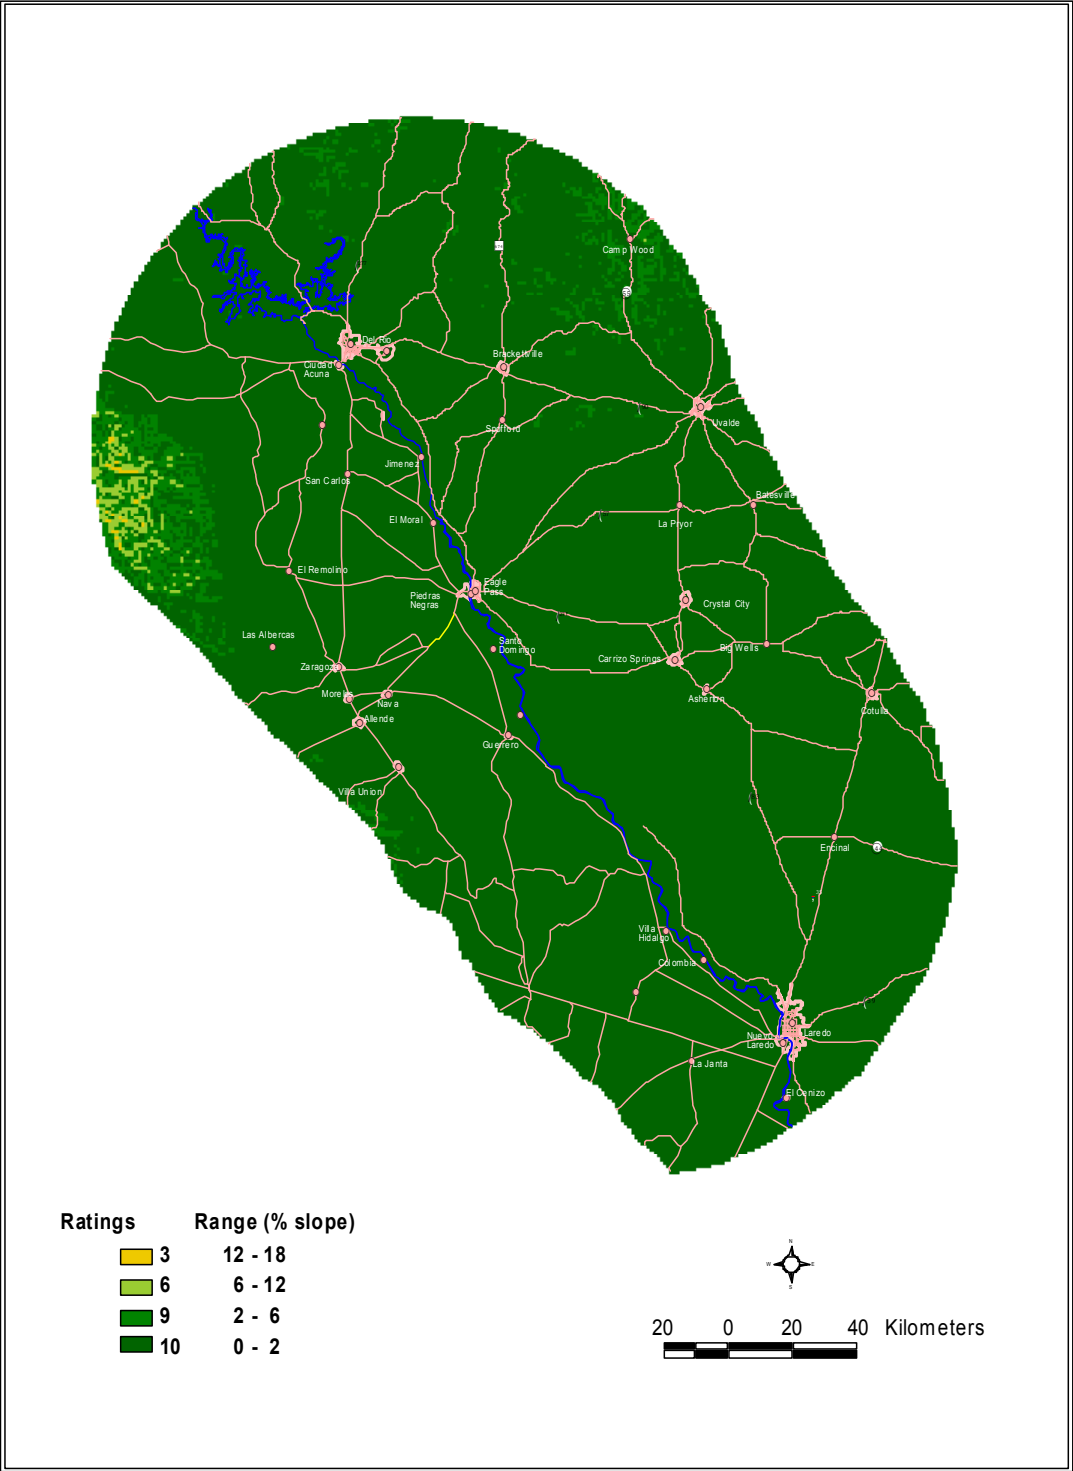 674
Camp Wood
55
Del Rio
Ciudad
Acuna
Brackettville
Spofford
Uvalde
Jimenez
San Carlos
Batesville
El Moral
La Pryor
El Remolino
Eagle
Pass
Piedras
Negras
Crystal City
Las Albercas
Santo
Domingo
Big Wells
Carrizo Springs
Zaragoza
Morelos
Nava
Asherton
Cotulla
Allende
Guerrero
Villa Union
Encinal
Villa
Hidalgo
Colombia
Laredo
Nuevo
Laredo
La Janta
El Cenizo
Ratings Range (% slope)
3 12 - 18
6 6 - 12
9 2 - 6
10 0 - 2
N
W E
S
20 0 20 40 Kilometers